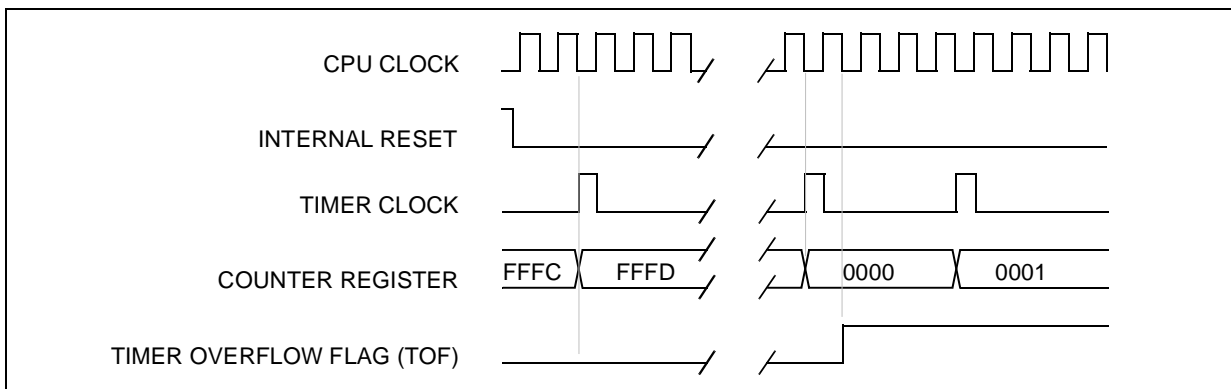 CPU CLOCK
INTERNAL RESET
TIMER CLOCK
COUNTER REGISTER
FFFC
FFFD
0000
0001
TIMER OVERFLOW FLAG (TOF)